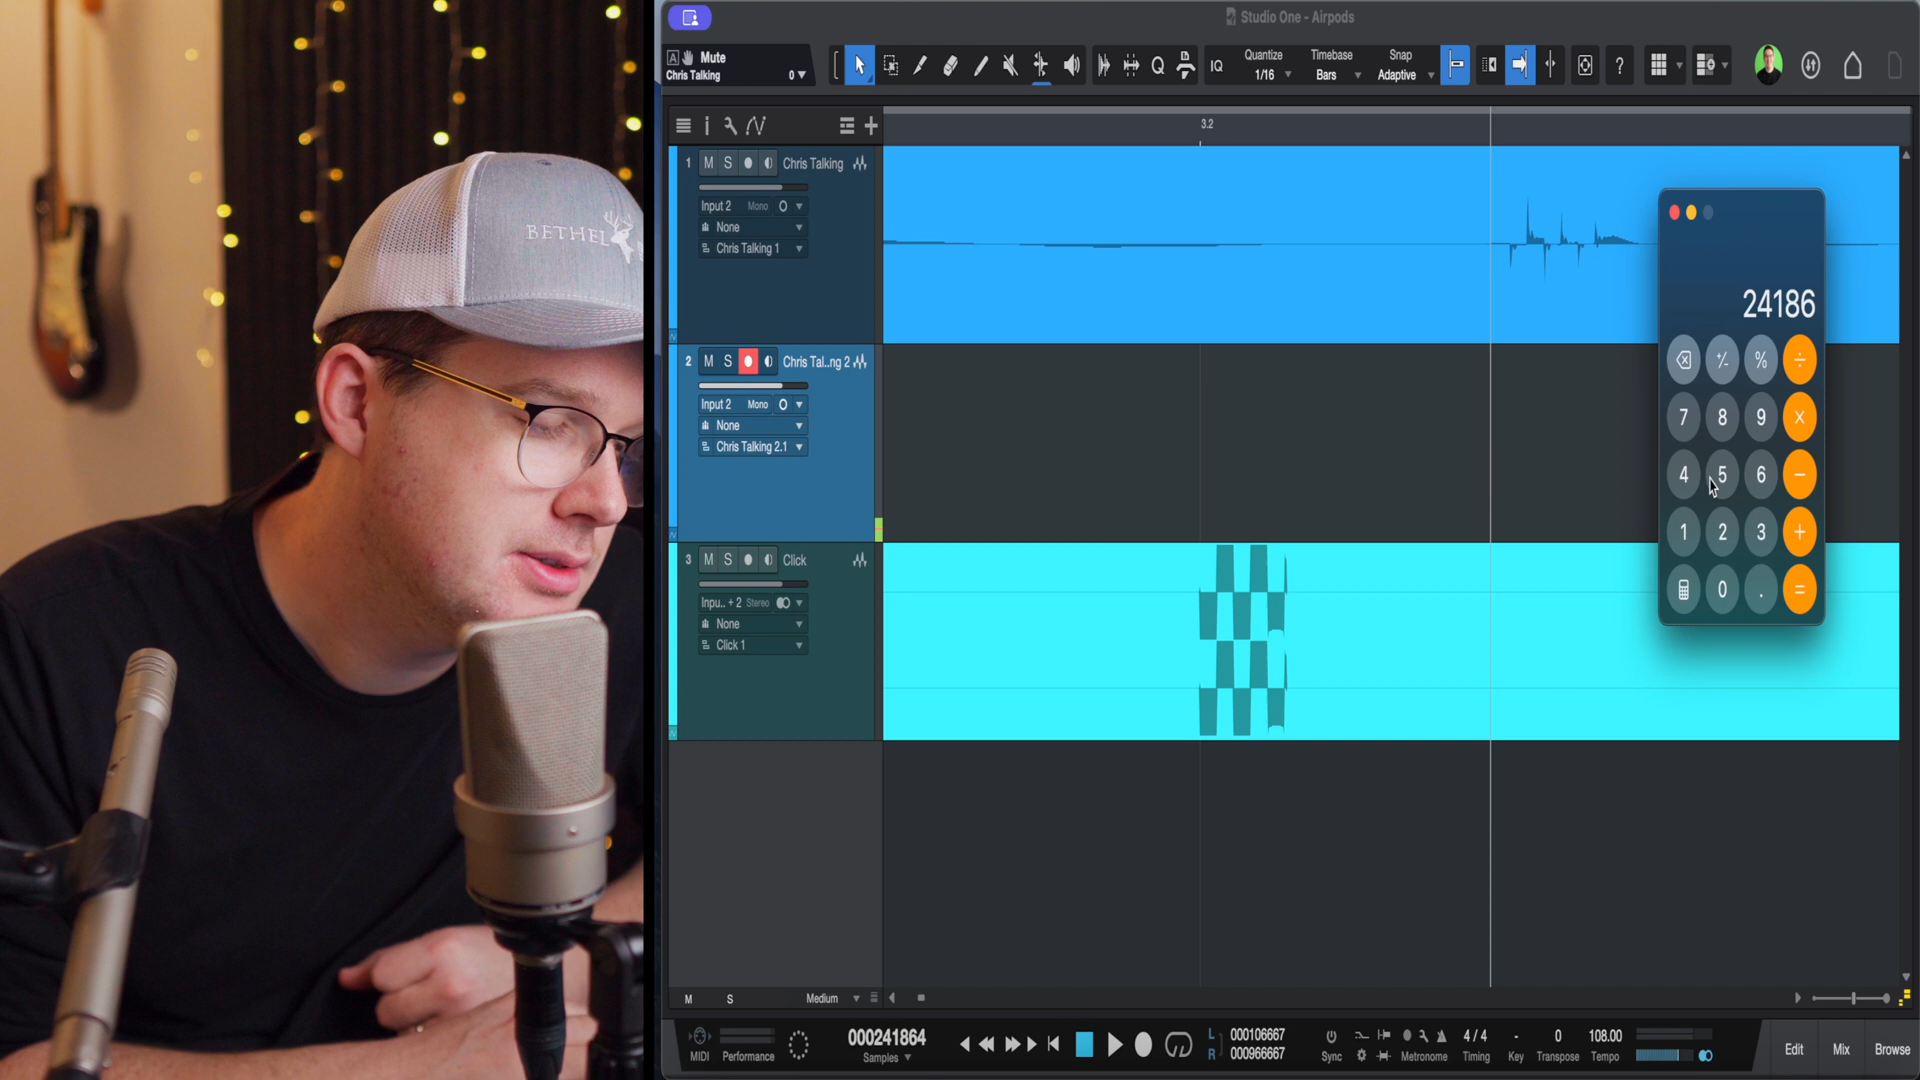 BETHEL
Studio One - Airpods
A Mute
Chris Talking 0
IQ
Quantize
1/16
Timebase
Bars
Snap
Adaptive
?
3.2
1 M S Chris Talking
Input 2 Mono
None
Chris Talking 1
2 M S Chris Tal..ng 2
Input 2 Mono
None
Chris Talking 2.1
3 M S Click
Inpu.. + 2 Stereo
None
Click 1
24186
+/- % ÷
7 8 9 ×
4 5 6 −
1 2 3 +
0 . =
M S Medium
MIDI
Performance
000241864
Samples
L 000106667
R 000966667
Sync
Metronome
4 / 4
Timing
-
Key
0
Transpose
108.00
Tempo
Edit
Mix
Browse